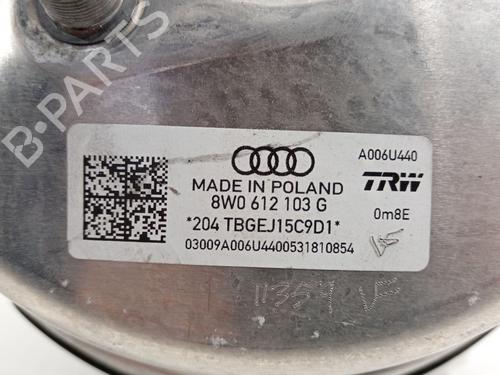 A006U440
MADE IN POLAND
8W0 612 103 G
TRW
*204 TBGEJ15C9D1*
0m8E
03009A006U4400531810854
B-PARTS